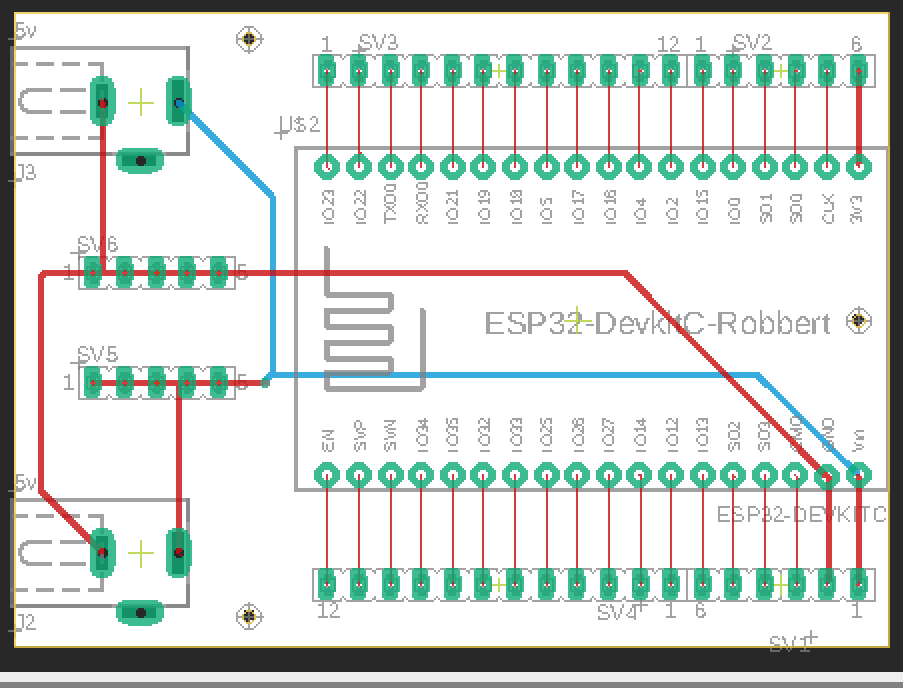 5v
1 SV3 12 1 SV2 6
U$2
J3
IO23 IO22 TXD0 RXD0 IO21 IO19 IO18 IO5 IO17 IO16 IO4 IO2 IO15 IO0 SD1 SD0 CLK 3V3
SV6
1 5
ESP32-DevkitC-Robbert
SV5
1 5
EN SVP SVN IO34 IO35 IO32 IO33 IO25 IO26 IO27 IO14 IO12 IO13 SD2 SD3 CMD GND Vin
5v
ESP32-DEVKITC
12 SV4 1 6 1
J2
SV1